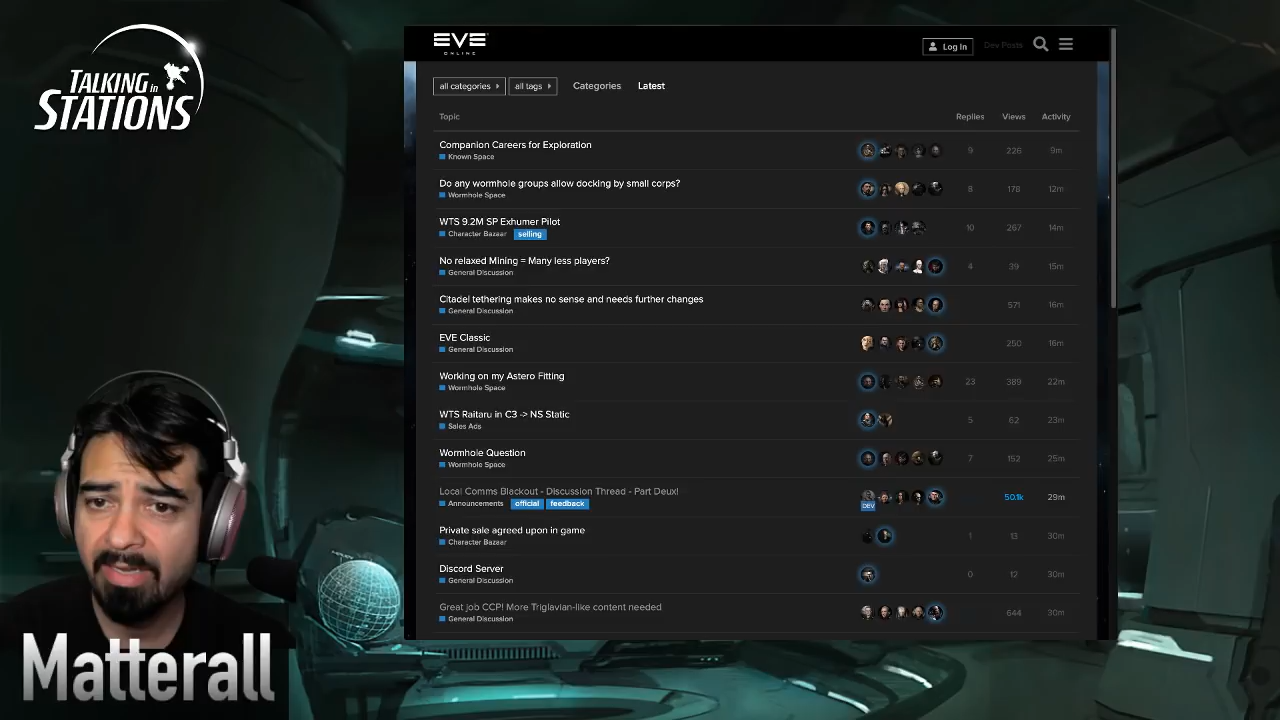 TALKING in
STATIONS
EVE
ONLINE
Log In
Dev Posts
all categories
all tags
Categories
Latest
Topic
Replies
Views
Activity
Companion Careers for Exploration
Known Space
9
226
9m
Do any wormhole groups allow docking by small corps?
Wormhole Space
8
178
12m
WTS 9.2M SP Exhumer Pilot
Character Bazaar
selling
10
267
14m
No relaxed Mining = Many less players?
General Discussion
4
39
15m
Citadel tethering makes no sense and needs further changes
General Discussion
571
16m
EVE Classic
General Discussion
250
16m
Working on my Astero Fitting
Wormhole Space
23
389
22m
WTS Raitaru in C3 -> NS Static
Sales Ads
5
62
23m
Wormhole Question
Wormhole Space
7
152
25m
Local Comms Blackout - Discussion Thread - Part Deux!
Announcements
official
feedback
DEV
50.1k
29m
Private sale agreed upon in game
Character Bazaar
1
13
30m
Discord Server
General Discussion
0
12
30m
Great job CCP! More Triglavian-like content needed
General Discussion
644
30m
Matterall